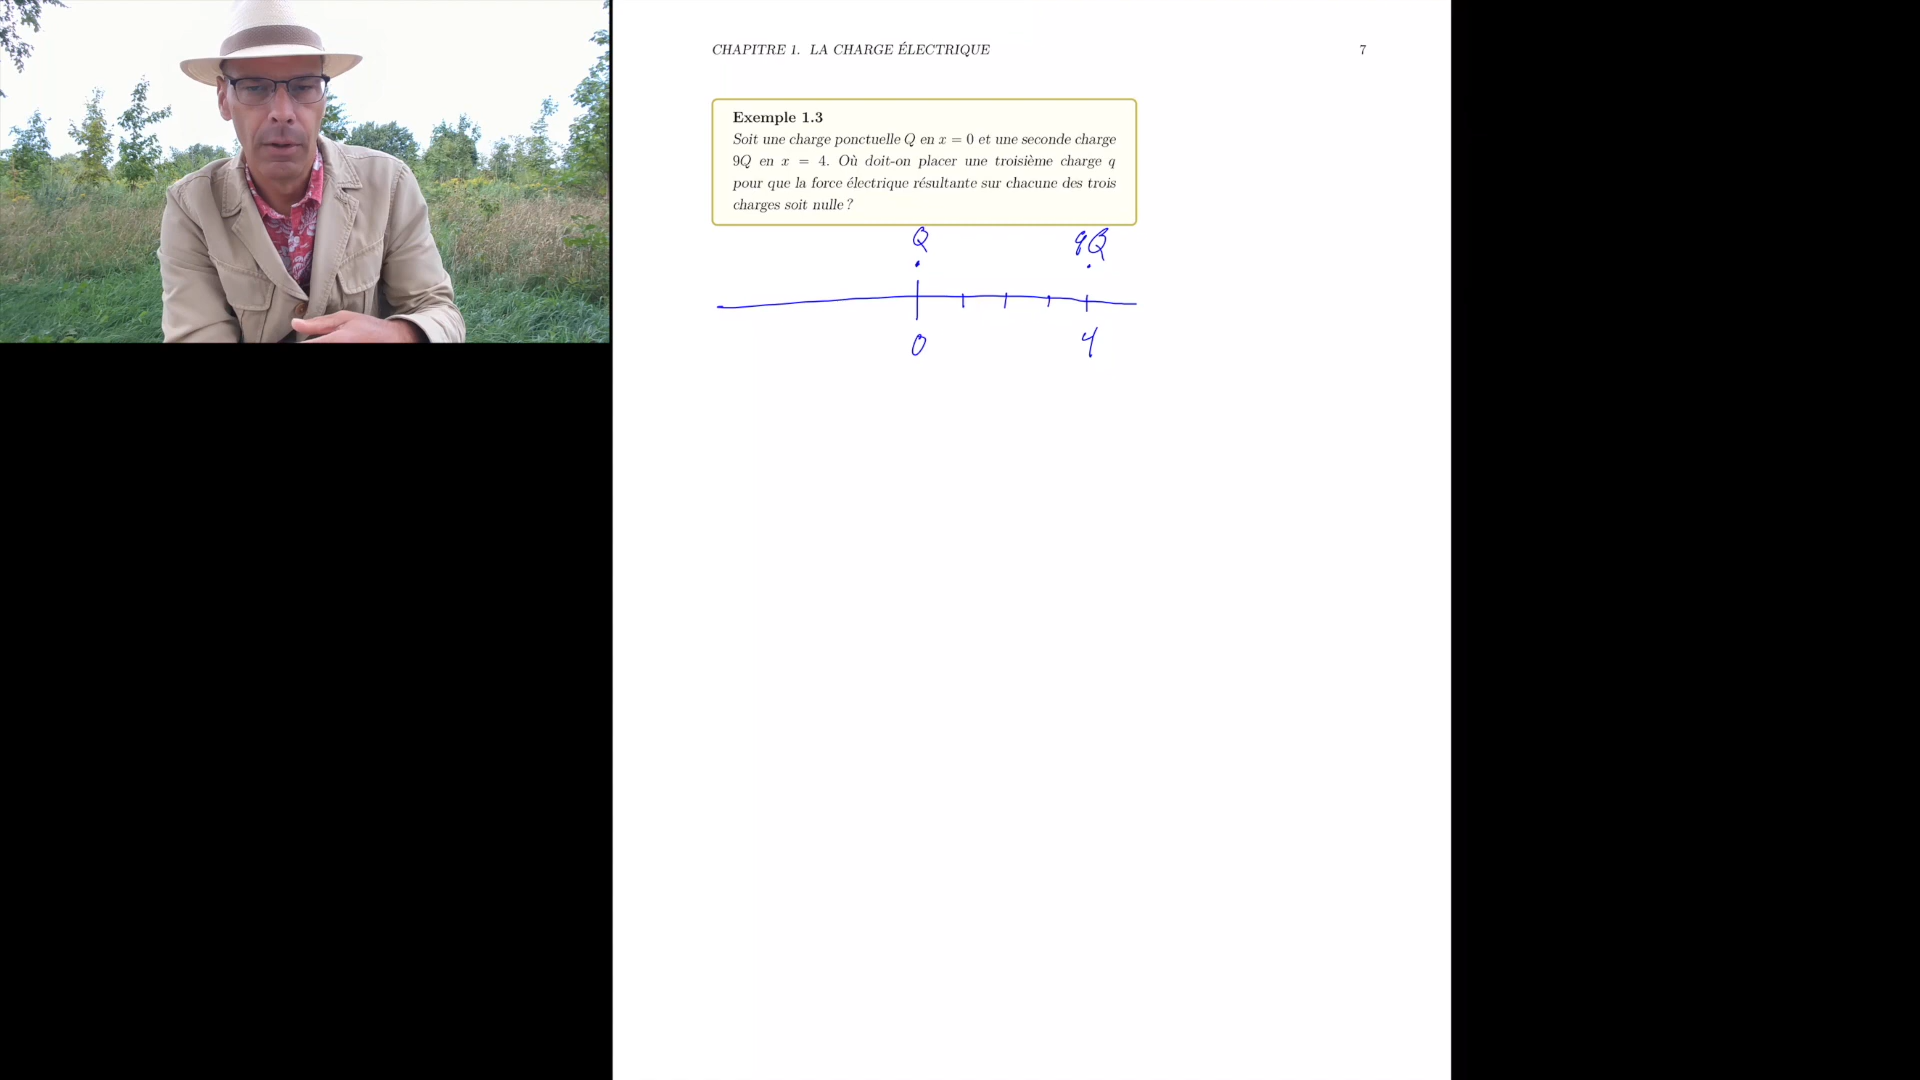 CHAPITRE 1. LA CHARGE ÉLECTRIQUE 7
Exemple 1.3
Soit une charge ponctuelle Q en x = 0 et une seconde charge
9Q en x = 4. Où doit-on placer une troisième charge q
pour que la force électrique résultante sur chacune des trois
charges soit nulle ?
Q 9Q
0 4